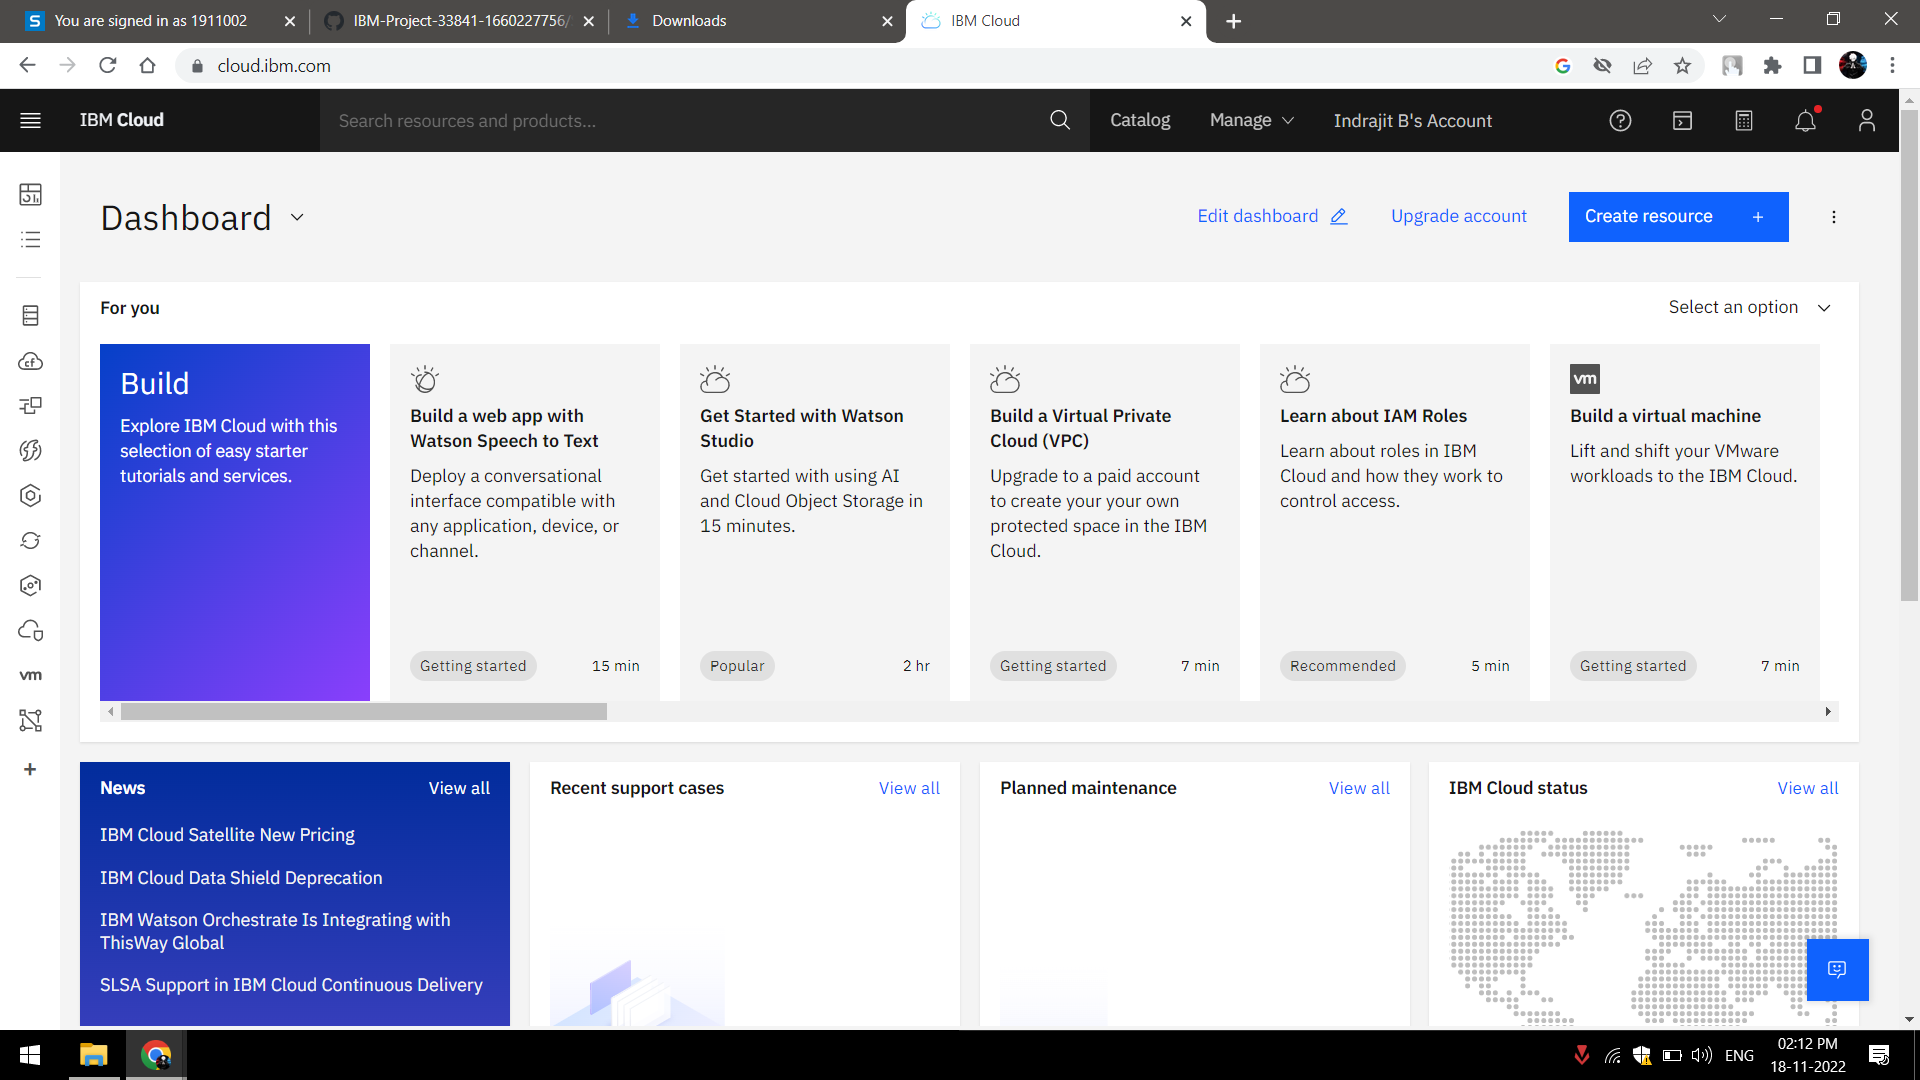 You are signed in as 1911002
IBM-Project-33841-1660227756/
Downloads
IBM Cloud
cloud.ibm.com
IBM Cloud
Search resources and products...
Catalog
Manage
Indrajit B's Account
Dashboard
Edit dashboard
Upgrade account
Create resource +
For you
Select an option
Build
Explore IBM Cloud with this
selection of easy starter
tutorials and services.
Build a web app with
Watson Speech to Text
Deploy a conversational
interface compatible with
any application, device, or
channel.
Getting started
15 min
Get Started with Watson
Studio
Get started with using AI
and Cloud Object Storage in
15 minutes.
Popular
2 hr
Build a Virtual Private
Cloud (VPC)
Upgrade to a paid account
to create your your own
protected space in the IBM
Cloud.
Getting started
7 min
Learn about IAM Roles
Learn about roles in IBM
Cloud and how they work to
control access.
Recommended
5 min
vm
Build a virtual machine
Lift and shift your VMware
workloads to the IBM Cloud.
Getting started
7 min
vm
News
View all
IBM Cloud Satellite New Pricing
IBM Cloud Data Shield Deprecation
IBM Watson Orchestrate Is Integrating with
ThisWay Global
SLSA Support in IBM Cloud Continuous Delivery
Recent support cases
View all
Planned maintenance
View all
IBM Cloud status
View all
ENG
02:12 PM
18-11-2022